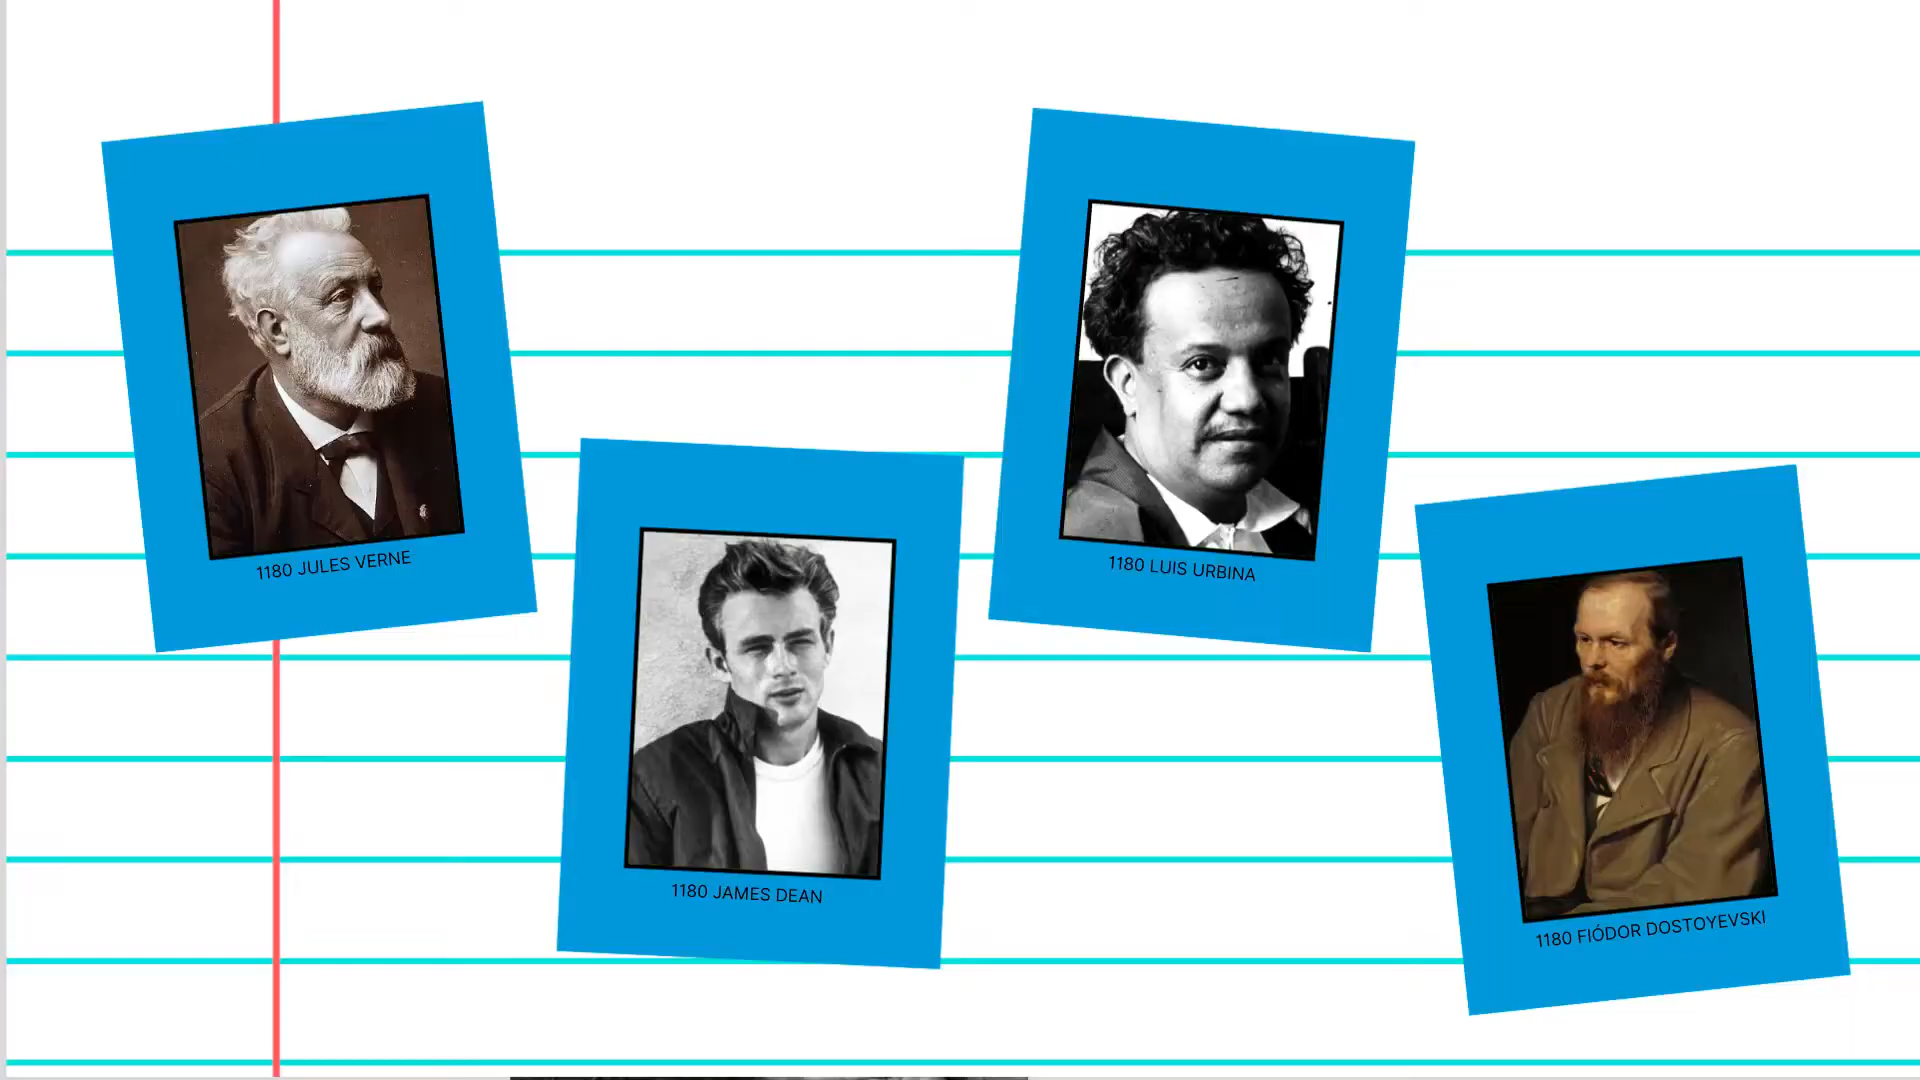 1180 JULES VERNE
1180 JAMES DEAN
1180 LUIS URBINA
1180 FIÓDOR DOSTOYEVSKI